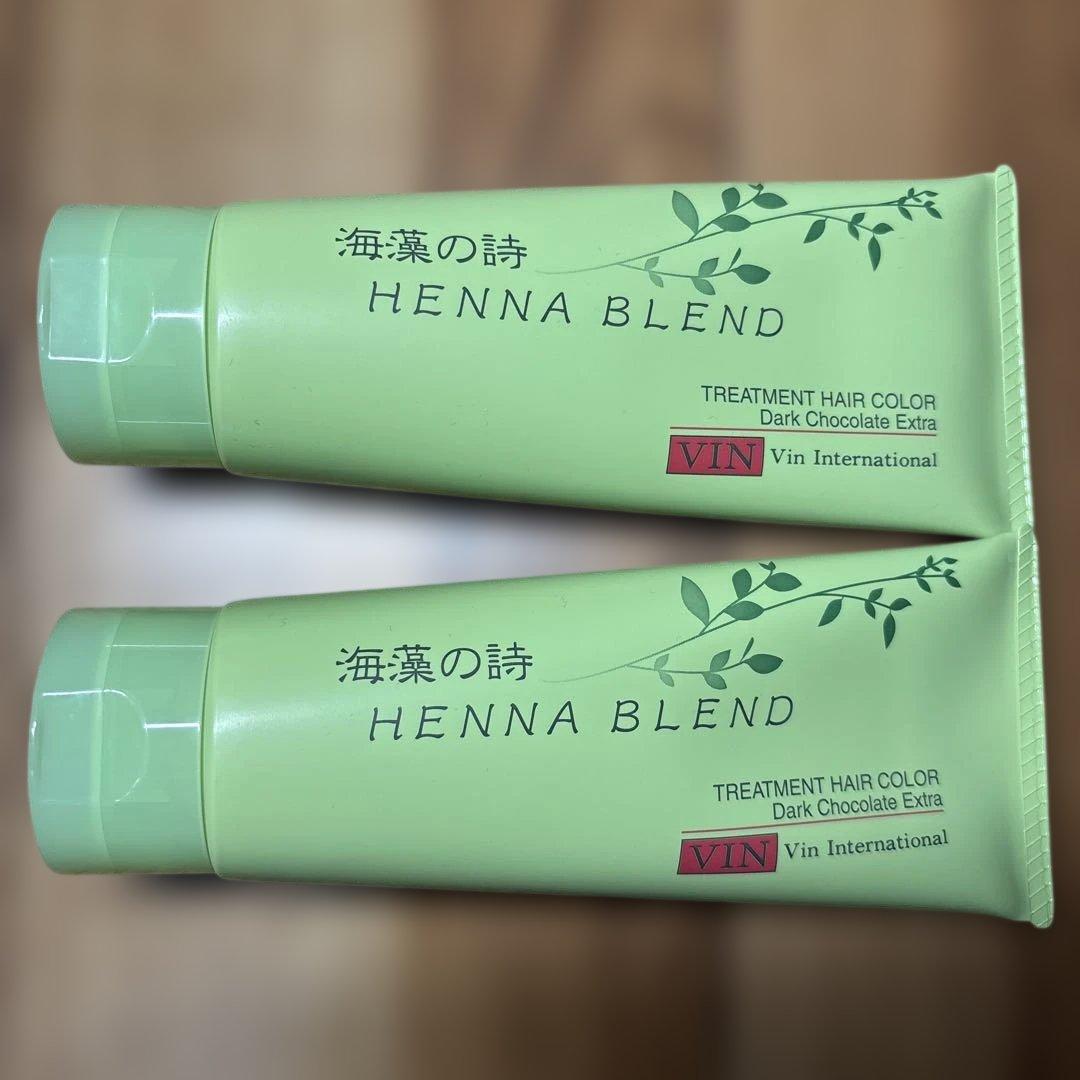 海藻の詩
HENNA BLEND
TREATMENT HAIR COLOR
Dark Chocolate Extra
VIN Vin International
海藻の詩
HENNA BLEND
TREATMENT HAIR COLOR
Dark Chocolate Extra
VIN Vin International